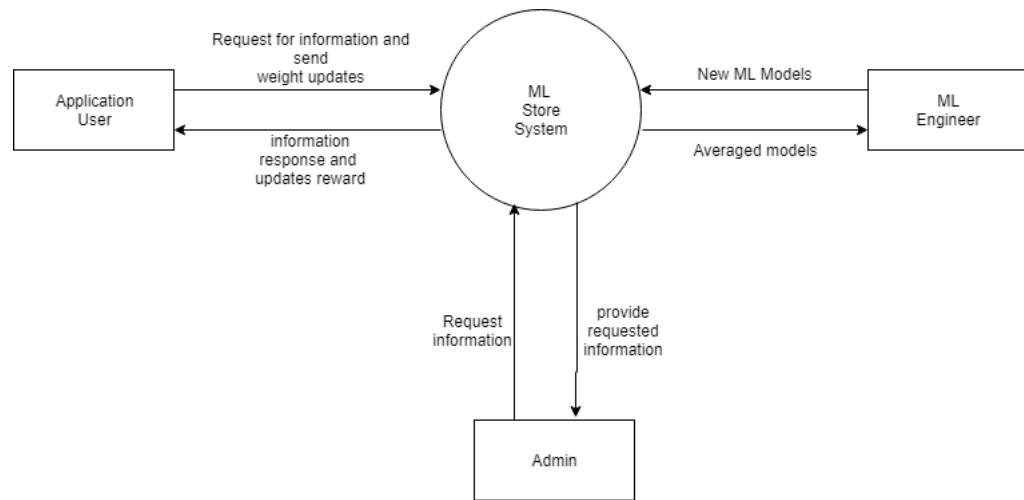 Request for information and
send
weight updates
Application
User
information
response and
updates reward
ML
Store
System
New ML Models
Averaged models
ML
Engineer
Request
information
provide
requested
information
Admin